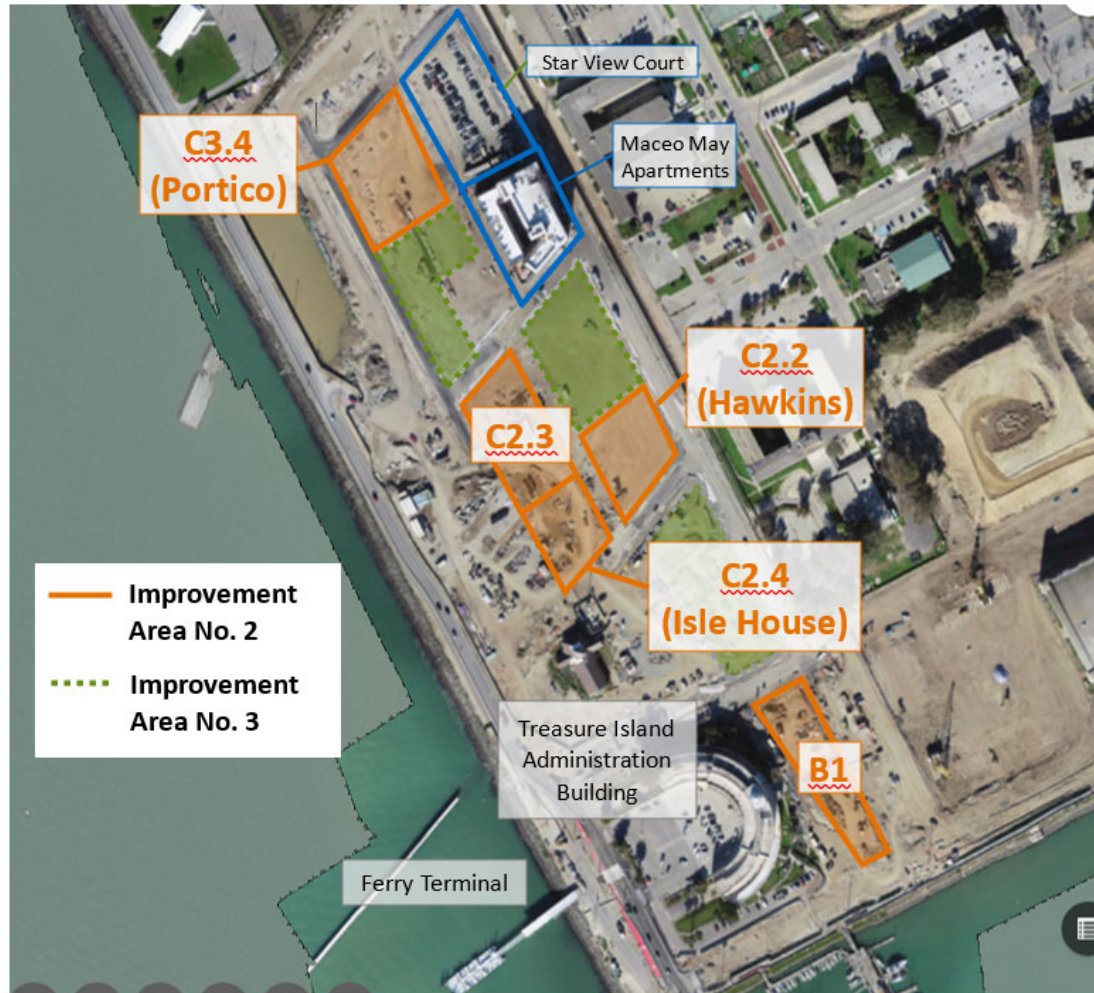 Star View Court
C3.4
(Portico)
Maceo May
Apartments
C2.2
(Hawkins)
C2.3
C2.4
(Isle House)
Improvement
Area No. 2
Improvement
Area No. 3
Treasure Island
Administration
Building
B1
Ferry Terminal